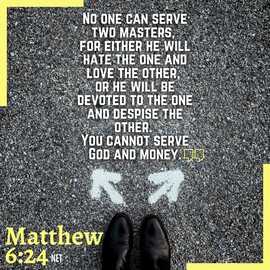 No one can serve
two masters,
for either he will
hate the one and
love the other,
or he will be
devoted to the one
and despise the
other.
You cannot serve
God and money.
Matthew
6:24 NET